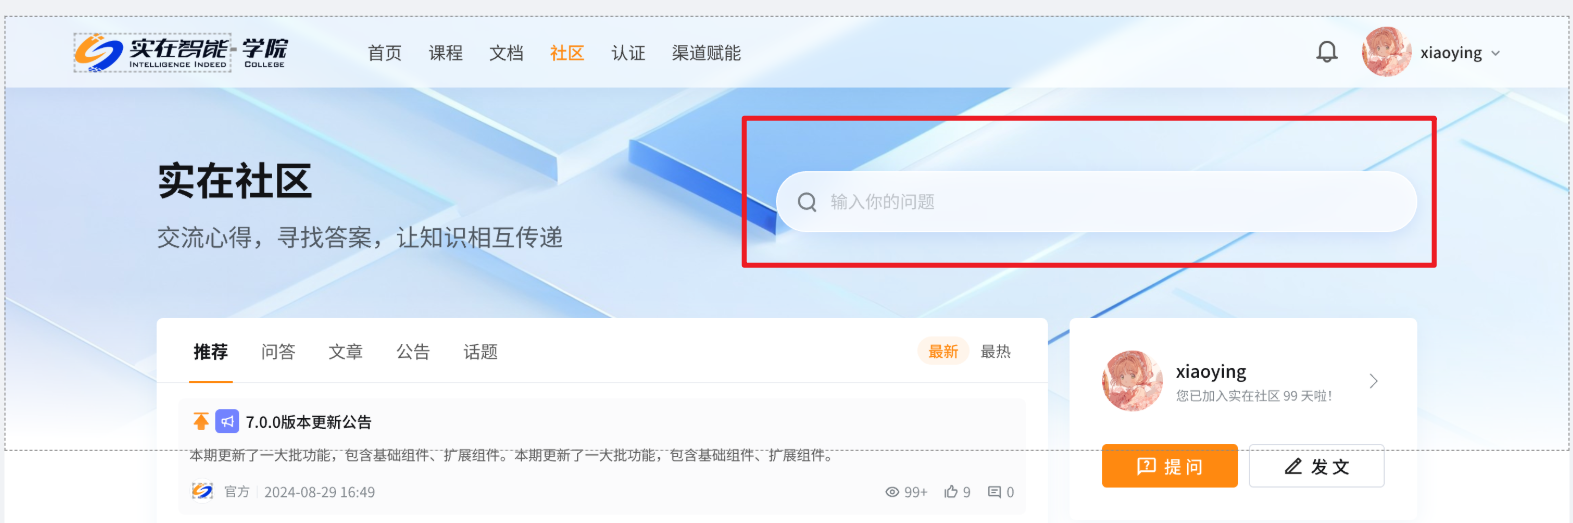 实在智能-学院
INTELLIGENCE INDEED COLLEGE
首页 课程 文档 社区 认证 渠道赋能
xiaoying
实在社区
输入你的问题
交流心得，寻找答案，让知识相互传递
推荐 问答 文章 公告 话题
最新 最热
7.0.0版本更新公告
本期更新了一大批功能，包含基础组件、扩展组件。本期更新了一大批功能，包含基础组件、扩展组件。
官方 2024-08-29 16:49
99+ 9 0
xiaoying
您已加入实在社区 99 天啦！
提问 发文